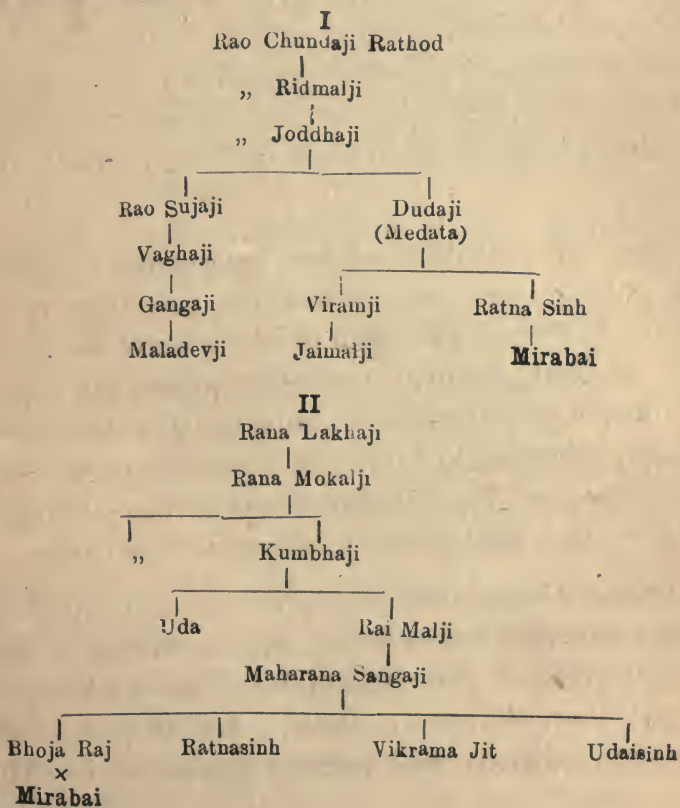 I
Rao Chundaji Rathod
„ Ridmalji
„ Joddhaji
Rao Sujaji Dudaji
(Medata)
Vaghaji
Gangaji Viramji Ratna Sinh
Maladevji Jaimalji Mirabai
II
Rana Lakhaji
Rana Mokalji
„ Kumbhaji
Uda Rai Malji
Maharana Sangaji
Bhoja Raj Ratnasinh Vikrama Jit Udaisinh
×
Mirabai